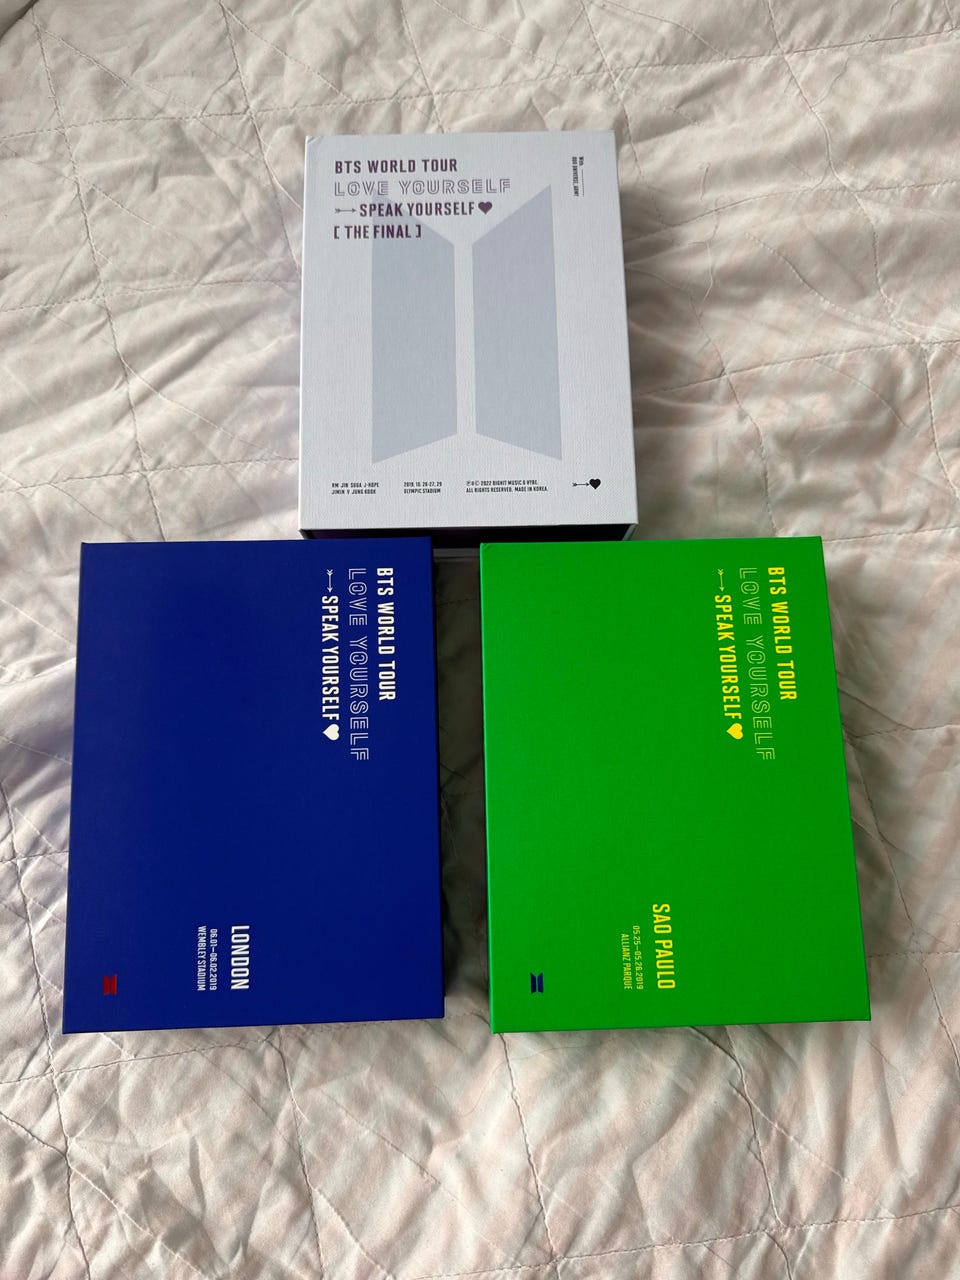 BTS WORLD TOUR
LOVE YOURSELF
SPEAK YOURSELF
[ THE FINAL ]
With
RM JIN SUGA J-HOPE
JIMIN V JUNG KOOK
2019. 10. 26-27, 29
OLYMPIC STADIUM
Ⓟ&Ⓒ 2022 BIGHIT MUSIC & HYBE.
ALL RIGHTS RESERVED. MADE IN KOREA.
BTS WORLD TOUR
LOVE YOURSELF
SPEAK YOURSELF
LONDON
06.01–06.02.2019
WEMBLEY STADIUM
BTS WORLD TOUR
LOVE YOURSELF
SPEAK YOURSELF
SAO PAULO
05.25–05.26.2019
ALLIANZ PARQUE